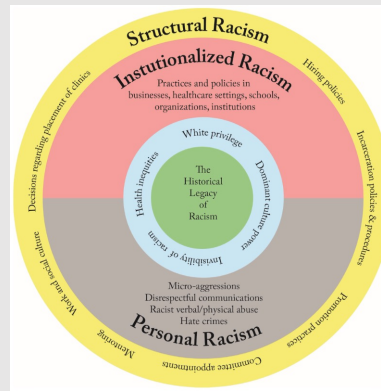 Structural Racism
Instutionalized Racism
Practices and policies in
businesses, healthcare settings, schools,
organizations, institutions
White privilege
Dominant culture power
Invisibility of racism
Health inequities
The
Historical
Legacy
of
Racism
Micro-aggressions
Disrespectful communications
Racist verbal/physical abuse
Hate crimes
Personal Racism
Hiring policies
Incarceration policies & procedures
Promotion practices
Committee appointments
Mentoring
Work and social culture
Decisions regarding placement of clinics